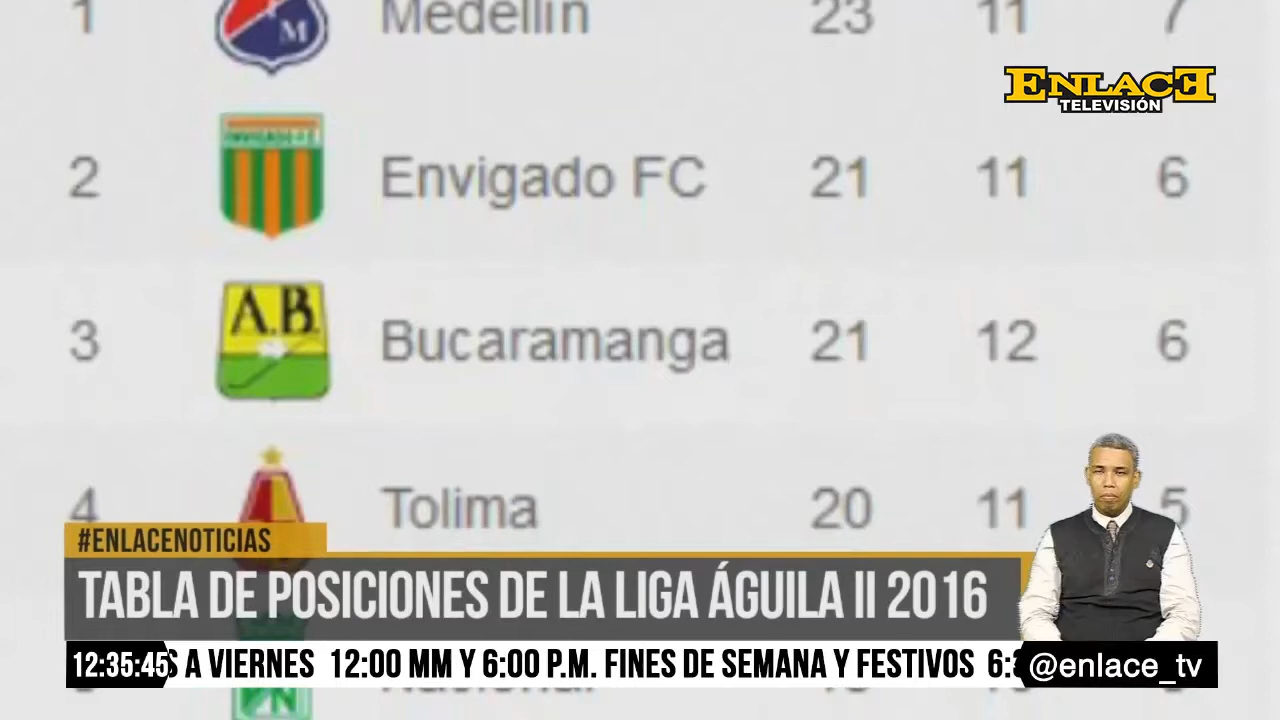 1 Medellín 23 11 7
ENLACE
TELEVISIÓN
2 Envigado FC 21 11 6
3 A.B. Bucaramanga 21 12 6
4 Tolima 20 11 5
#ENLACENOTICIAS
TABLA DE POSICIONES DE LA LIGA ÁGUILA II 2016
12:35:45 S A VIERNES 12:00 MM Y 6:00 P.M. FINES DE SEMANA Y FESTIVOS 6:3 @enlace_tv